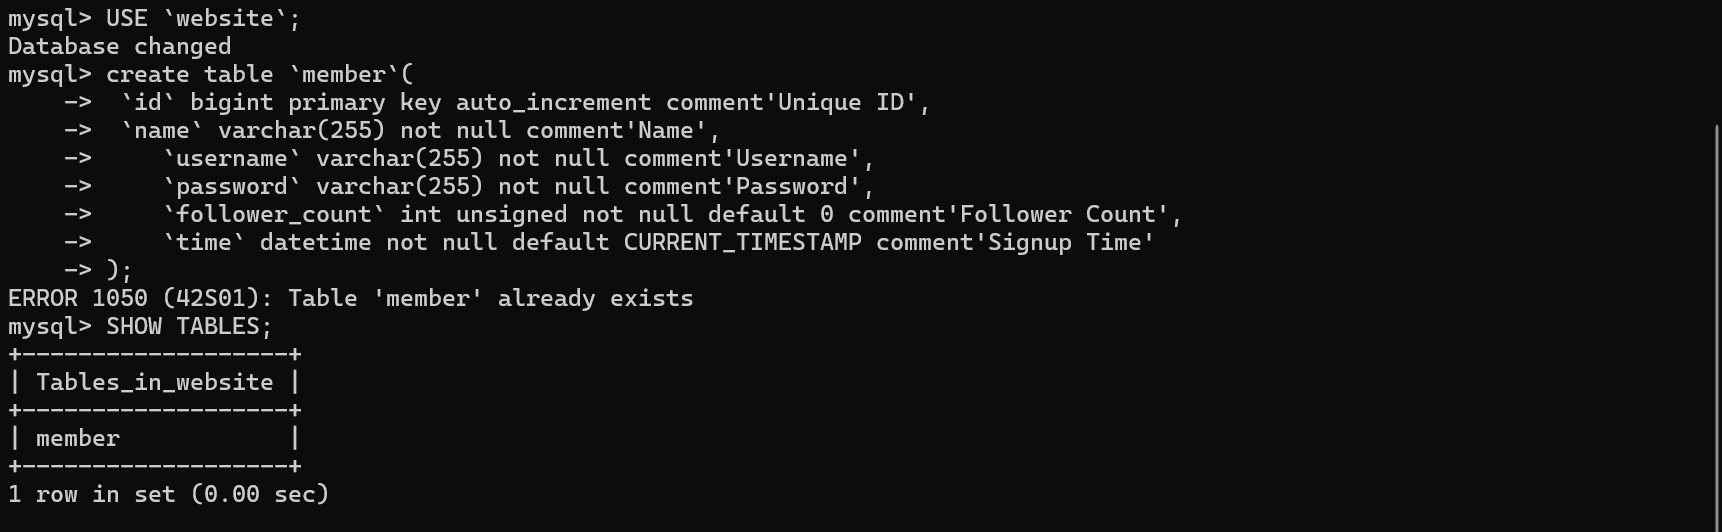 mysql> USE `website`;
Database changed
mysql> create table `member`(
    ->  `id` bigint primary key auto_increment comment'Unique ID',
    ->  `name` varchar(255) not null comment'Name',
    ->     `username` varchar(255) not null comment'Username',
    ->     `password` varchar(255) not null comment'Password',
    ->     `follower_count` int unsigned not null default 0 comment'Follower Count',
    ->     `time` datetime not null default CURRENT_TIMESTAMP comment'Signup Time'
    -> );
ERROR 1050 (42S01): Table 'member' already exists
mysql> SHOW TABLES;
+-------------------+
| Tables_in_website |
+-------------------+
| member            |
+-------------------+
1 row in set (0.00 sec)